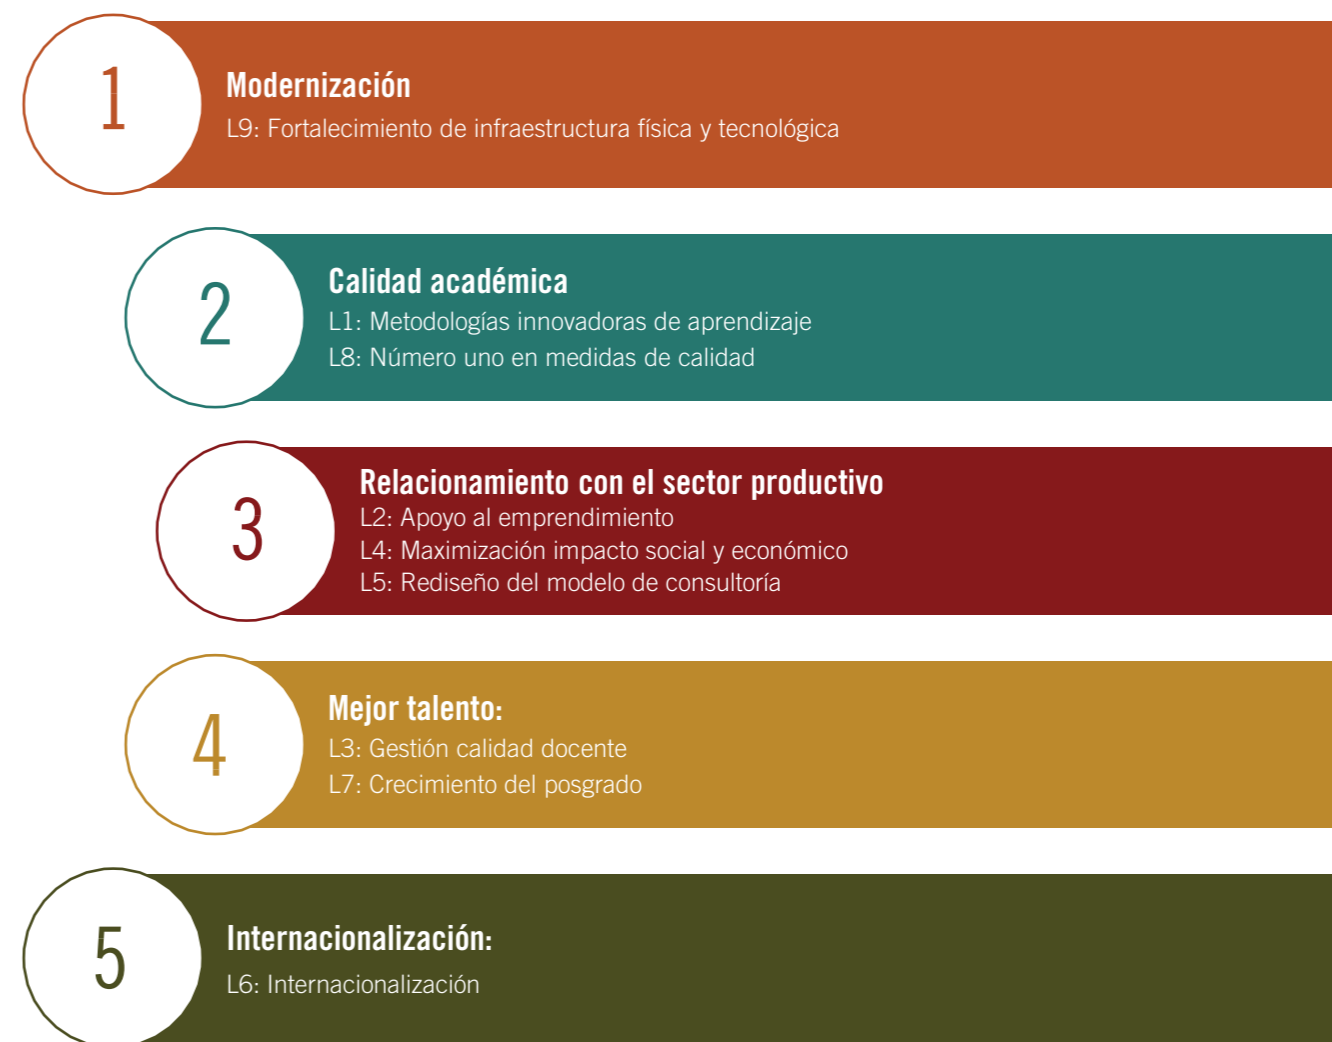 1
Modernización
L9: Fortalecimiento de infraestructura física y tecnológica
2
Calidad académica
L1: Metodologías innovadoras de aprendizaje
L8: Número uno en medidas de calidad
3
Relacionamiento con el sector productivo
L2: Apoyo al emprendimiento
L4: Maximización impacto social y económico
L5: Rediseño del modelo de consultoría
4
Mejor talento:
L3: Gestión calidad docente
L7: Crecimiento del posgrado
5
Internacionalización:
L6: Internacionalización